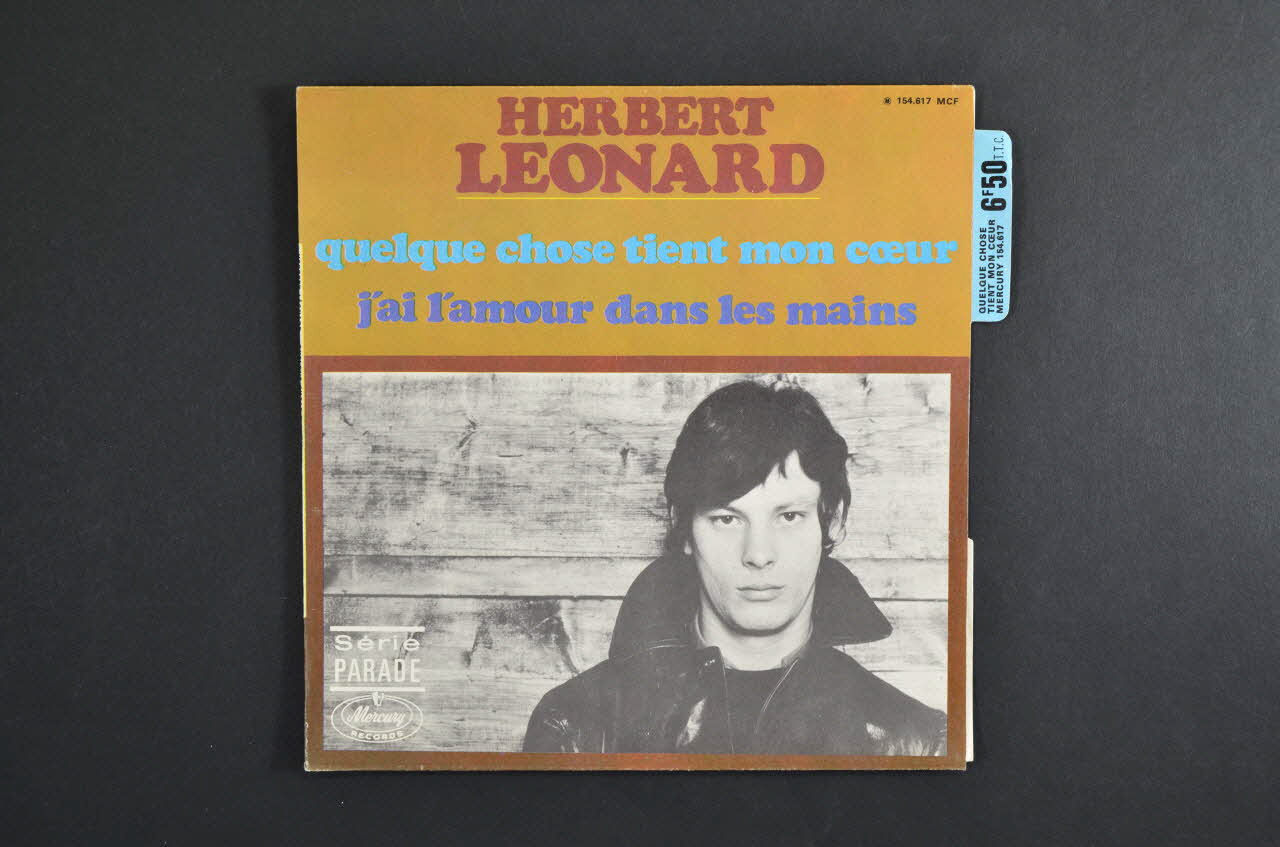 HERBERT
LEONARD
℗ 154.617 MCF
quelque chose tient mon cœur
j'ai l'amour dans les mains
QUELQUE CHOSE
TIENT MON CŒUR
MERCURY 154.617
6F50 T.T.C.
Série
PARADE
Mercury
RECORDS